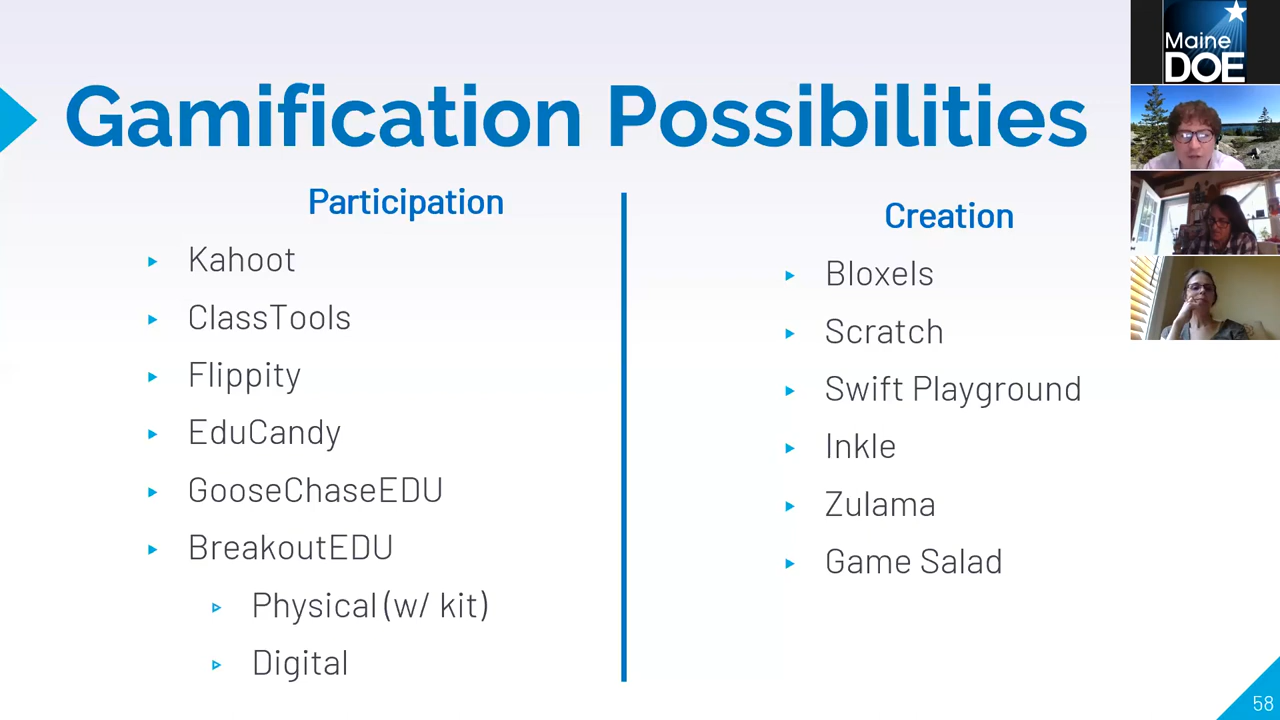 Gamification Possibilities
Participation
Kahoot
ClassTools
Flippity
EduCandy
GooseChaseEDU
BreakoutEDU
Physical (w/ kit)
Digital
Creation
Bloxels
Scratch
Swift Playground
Inkle
Zulama
Game Salad
Maine
DOE
58